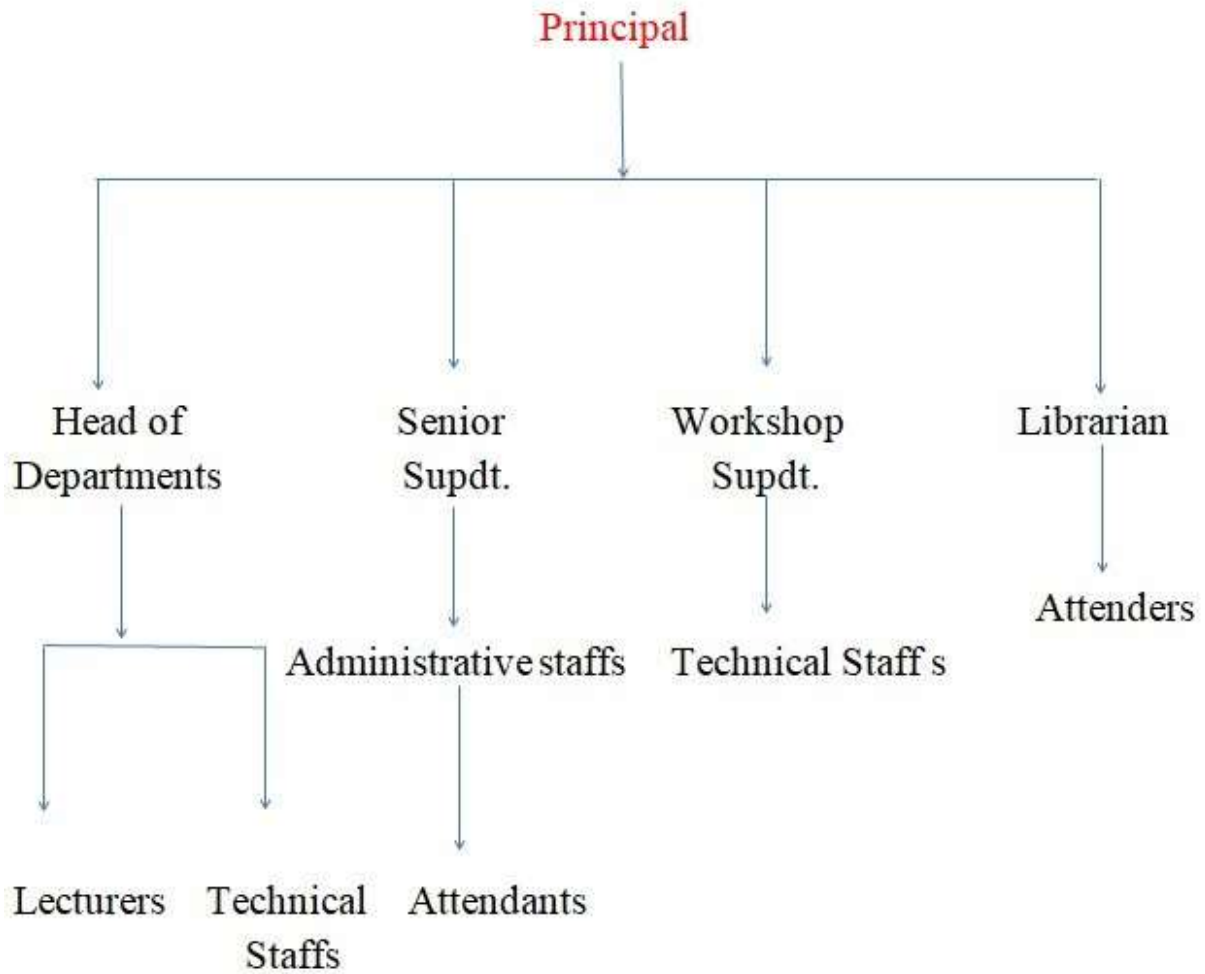 Principal
Head of
Departments
Senior
Supdt.
Workshop
Supdt.
Librarian
Attenders
Administrative staffs
Technical Staff s
Lecturers
Technical
Staffs
Attendants